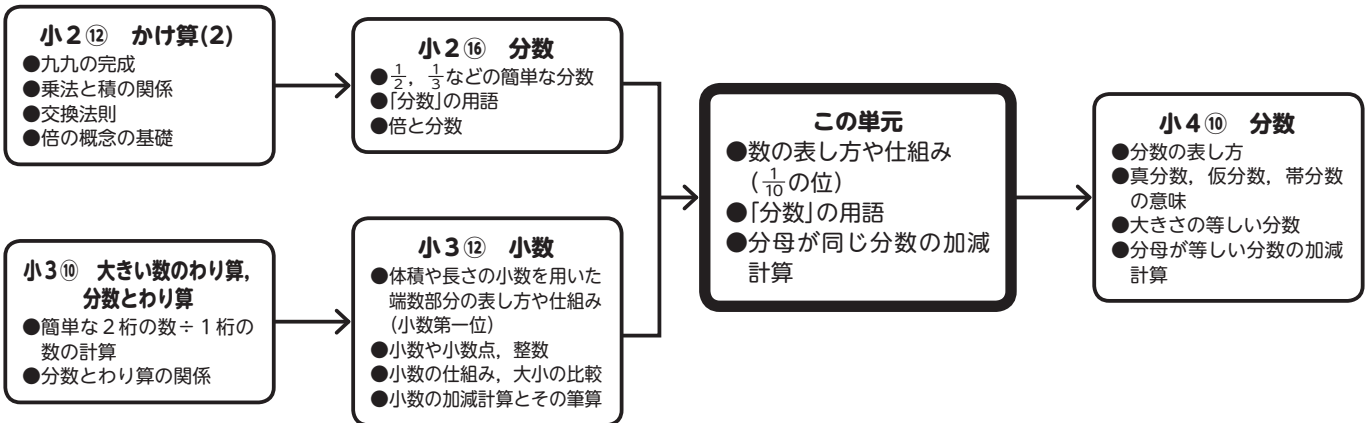 小2⑫　かけ算(2)
●九九の完成
●乗法と積の関係
●交換法則
●倍の概念の基礎
小2⑯　分数
●1/2，1/3などの簡単な分数
●「分数」の用語
●倍と分数
小3⑩　大きい数のわり算，
分数とわり算
●簡単な2桁の数÷1桁の
数の計算
●分数とわり算の関係
小3⑫　小数
●体積や長さの小数を用いた
端数部分の表し方や仕組み
(小数第一位)
●小数や小数点，整数
●小数の仕組み，大小の比較
●小数の加減計算とその筆算
この単元
●数の表し方や仕組み
(1/10の位)
●「分数」の用語
●分母が同じ分数の加減
計算
小4⑩　分数
●分数の表し方
●真分数，仮分数，帯分数
の意味
●大きさの等しい分数
●分母が等しい分数の加減
計算